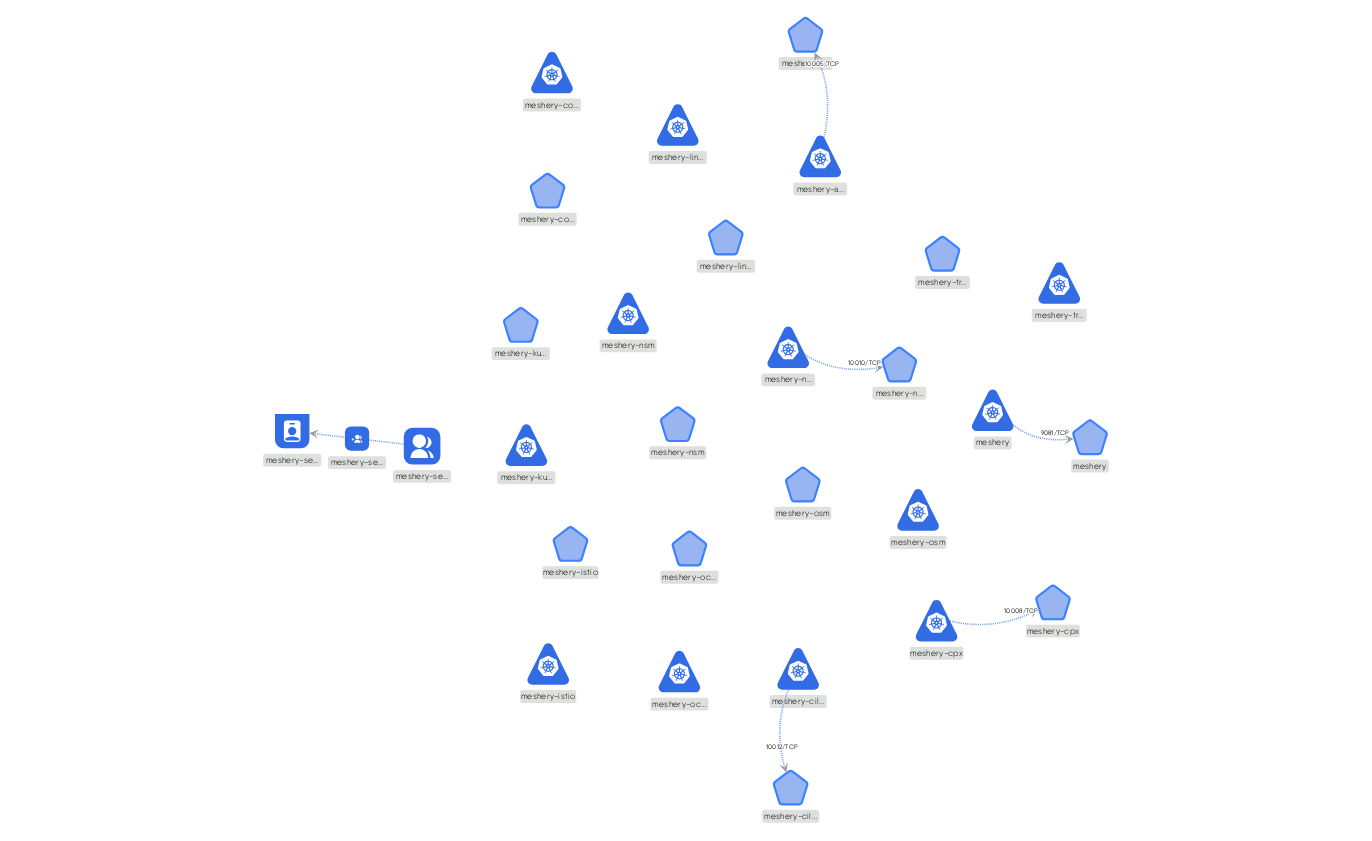 meshery-co...
meshery-lin...
10005/TCP
meshery-a...
meshery-co...
meshery-lin...
meshery-tr...
meshery-tr...
meshery-ku...
meshery-nsm
10010/TCP
meshery-n...
meshery-n...
9081/TCP
meshery
meshery
meshery-se...
meshery-se...
meshery-se...
meshery-nsm
meshery-ku...
meshery-osm
meshery-osm
meshery-istio
meshery-oc...
10008/TCP
meshery-cpx
meshery-cpx
meshery-istio
meshery-oc...
meshery-cil...
10012/TCP
meshery-cil...